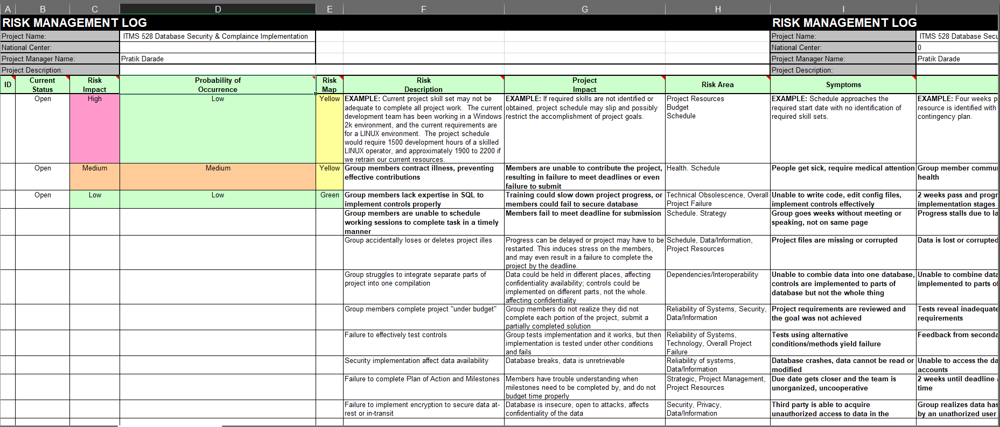 A B C D E F G H I
RISK MANAGEMENT LOG RISK MANAGEMENT LOG
Project Name: ITMS 528 Database Security & Complaince Implementation Project Name: ITMS 528 Database Secu
National Center: National Center: 0
Project Manager Name: Pratik Darade Project Manager Name: Pratik Darade
Project Description: Project Description:
ID
Current
Status
Risk
Impact
Probability of
Occurrence
Risk
Map
Risk
Description
Project
Impact
Risk Area
Symptoms
Open
High
Low
Yellow
EXAMPLE: Current project skill set may not be
adequate to complete all project work. The current
development team has been working in a Windows
2k environment, and the current requirements are
for a LINUX environment. The project schedule
would require 1500 development hours of a skilled
LINUX operator, and approximately 1900 to 2200 if
we retrain our current resources.
EXAMPLE: If required skills are not identified or
obtained, project schedule may slip and possibly
restrict the accomplishment of project goals.
Project Resources
Budget
Schedule
EXAMPLE: Schedule approaches the
required start date with no identification of
required skill sets.
EXAMPLE: Four weeks p
resource is identified with
contingency plan.
Open
Medium
Medium
Yellow
Group members contract illness, preventing
effective contributions
Members are unable to contribute the project,
resulting in failure to meet deadlines or even
failure to submit
Health. Schedule
People get sick, require medical attention
Group member commu
health
Open
Low
Low
Green
Group members lack expertise in SQL to
implement controls properly
Training could slow down project progress, or
members could fail to secure database
Technical Obsolescence, Overall
Project Failure
Unable to write code, edit config files,
implement controls effectively
2 weeks pass and progr
implementation stages
Group members are unable to schedule
working sessions to complete task in a timely
manner
Members fail to meet deadline for submission
Schedule. Strategy
Group goes weeks without meeting or
speaking, not on same page
Progress stalls due to la
Group accidentally loses or deletes project illes
Progress can be delayed or project may have to be
restarted. This induces stress on the members,
and may even result in a failure to complete the
project by the deadline.
Schedule, Data/Information,
Project Resources
Project files are missing or corrupted
Data is lost or corrupted
Group struggles to integrate separate parts of
project into one compilation
Data could be held in different places, affecting
confidentiality availability; controls could be
implemented on different parts, not the whole.
affecting confidentiality
Dependencies/Interoperability
Unable to combie data into one database,
controls are implemented to parts of
database but not the whole thing
Unable to combine data
implemented to parts of
Group members complete project "under budget"
Group members do not realize they did not
complete each portion of the project, submit a
partially completed solution
Reliability of Systems, Security,
Data/Information
Project requirements are reviewed and
the goal was not achieved
Tests reveal inadequate
requirements
Failure to effectively test controls
Group tests implementation and it works, but then
implementation is tested under other conditions
and fails
Reliability of Systems,
Technology, Overall Project
Failure
Tests using alternative
conditions/methods yield failure
Feedback from seconda
Security implementation affect data availability
Database breaks, data is unretrievable
Reliability of systems,
Data/Information
Database crashes, data cannot be read or
modified
Unable to access the da
accounts
Failure to complete Plan of Action and Milestones
Members have trouble understanding when
milestones need to be completed by, and do not
budget time properly
Strategic, Project Management,
Project Resources
Due date gets closer and the team is
unorganized, uncooperative
2 weeks until deadline
time
Failure to implement encryption to secure data at-
rest or in-transit
Database is insecure, open to attacks, affects
confidentiality of the data
Security, Privacy,
Data/Information
Third party is able to acquire
unauthorized access to data in the
Group realizes data has
by an unathorized user